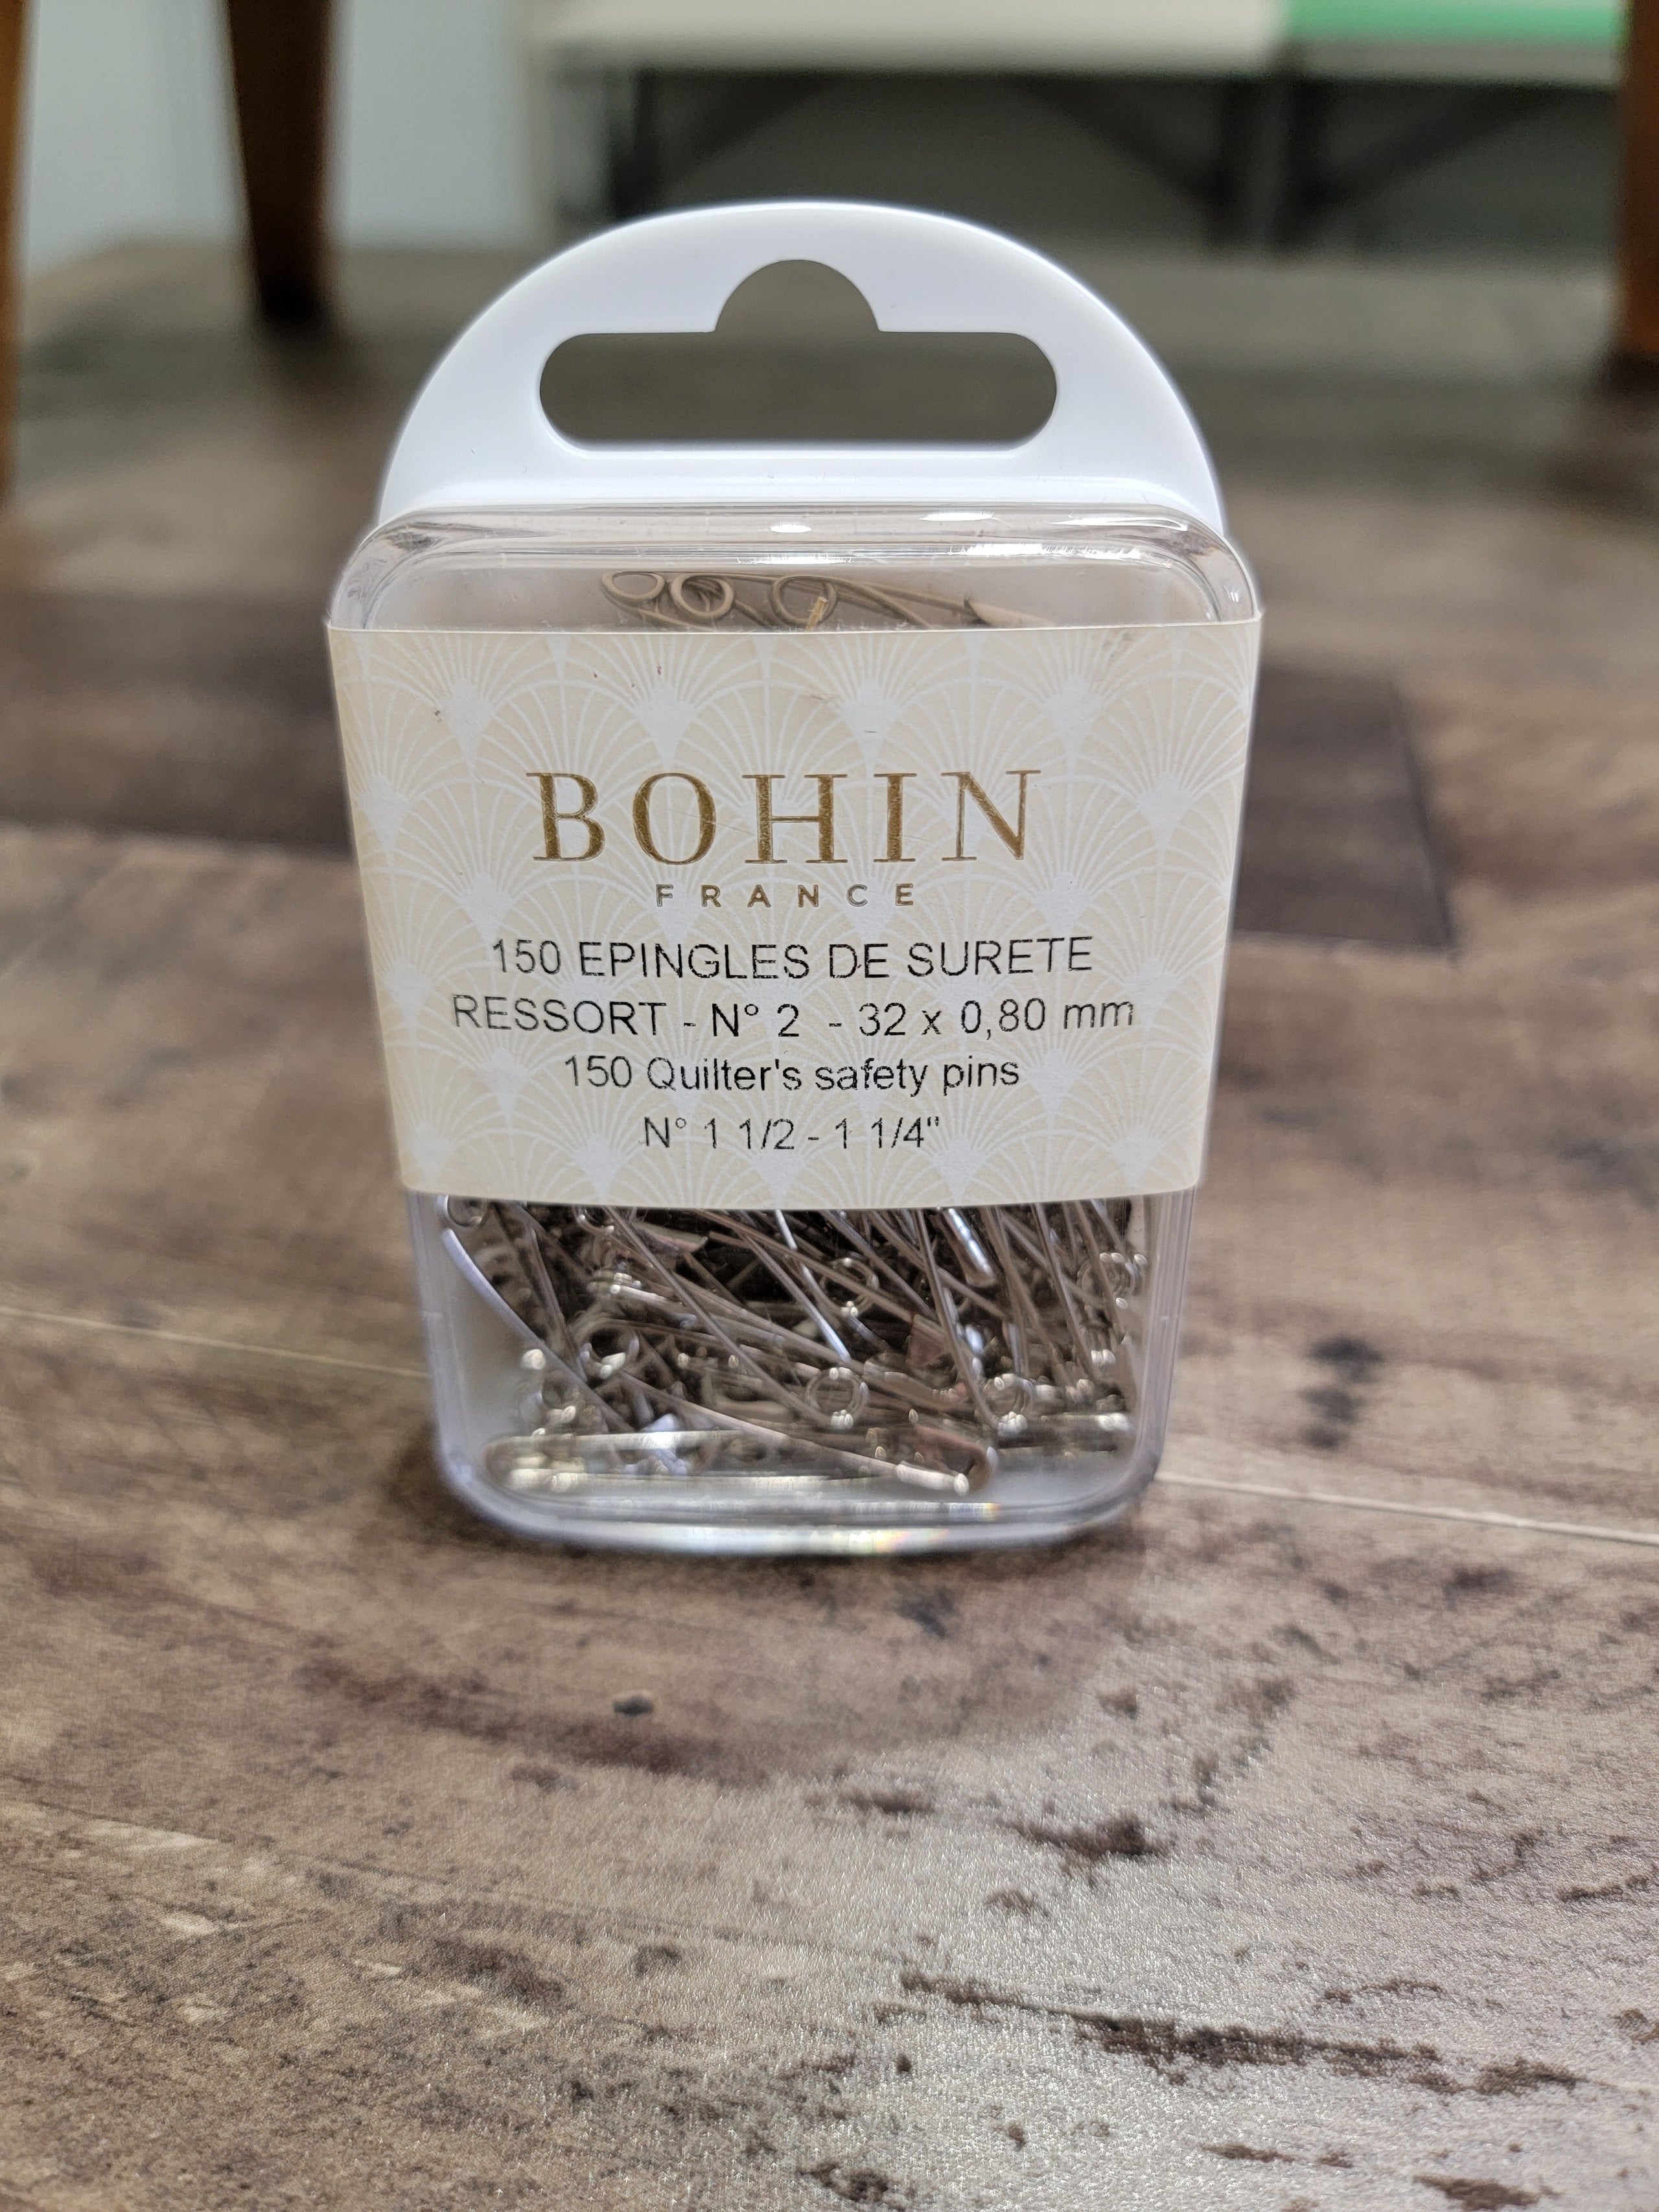 BOHIN
FRANCE
150 EPINGLES DE SURETE
RESSORT - N° 2 - 32 x 0,80 mm
150 Quilter's safety pins
N° 1 1/2 - 1 1/4"